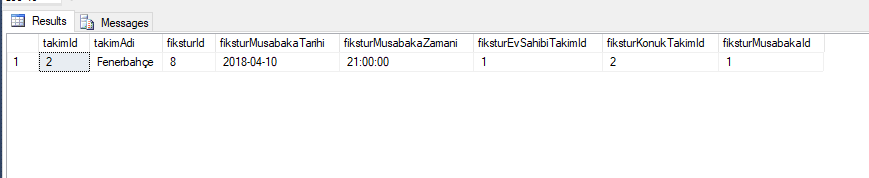 Results Messages
takimId takimAdi fiksturId fiksturMusabakaTarihi fiksturMusabakaZamani fiksturEvSahibiTakimId fiksturKonukTakimId fiksturMusabakaId
1 2 Fenerbahçe 8 2018-04-10 21:00:00 1 2 1